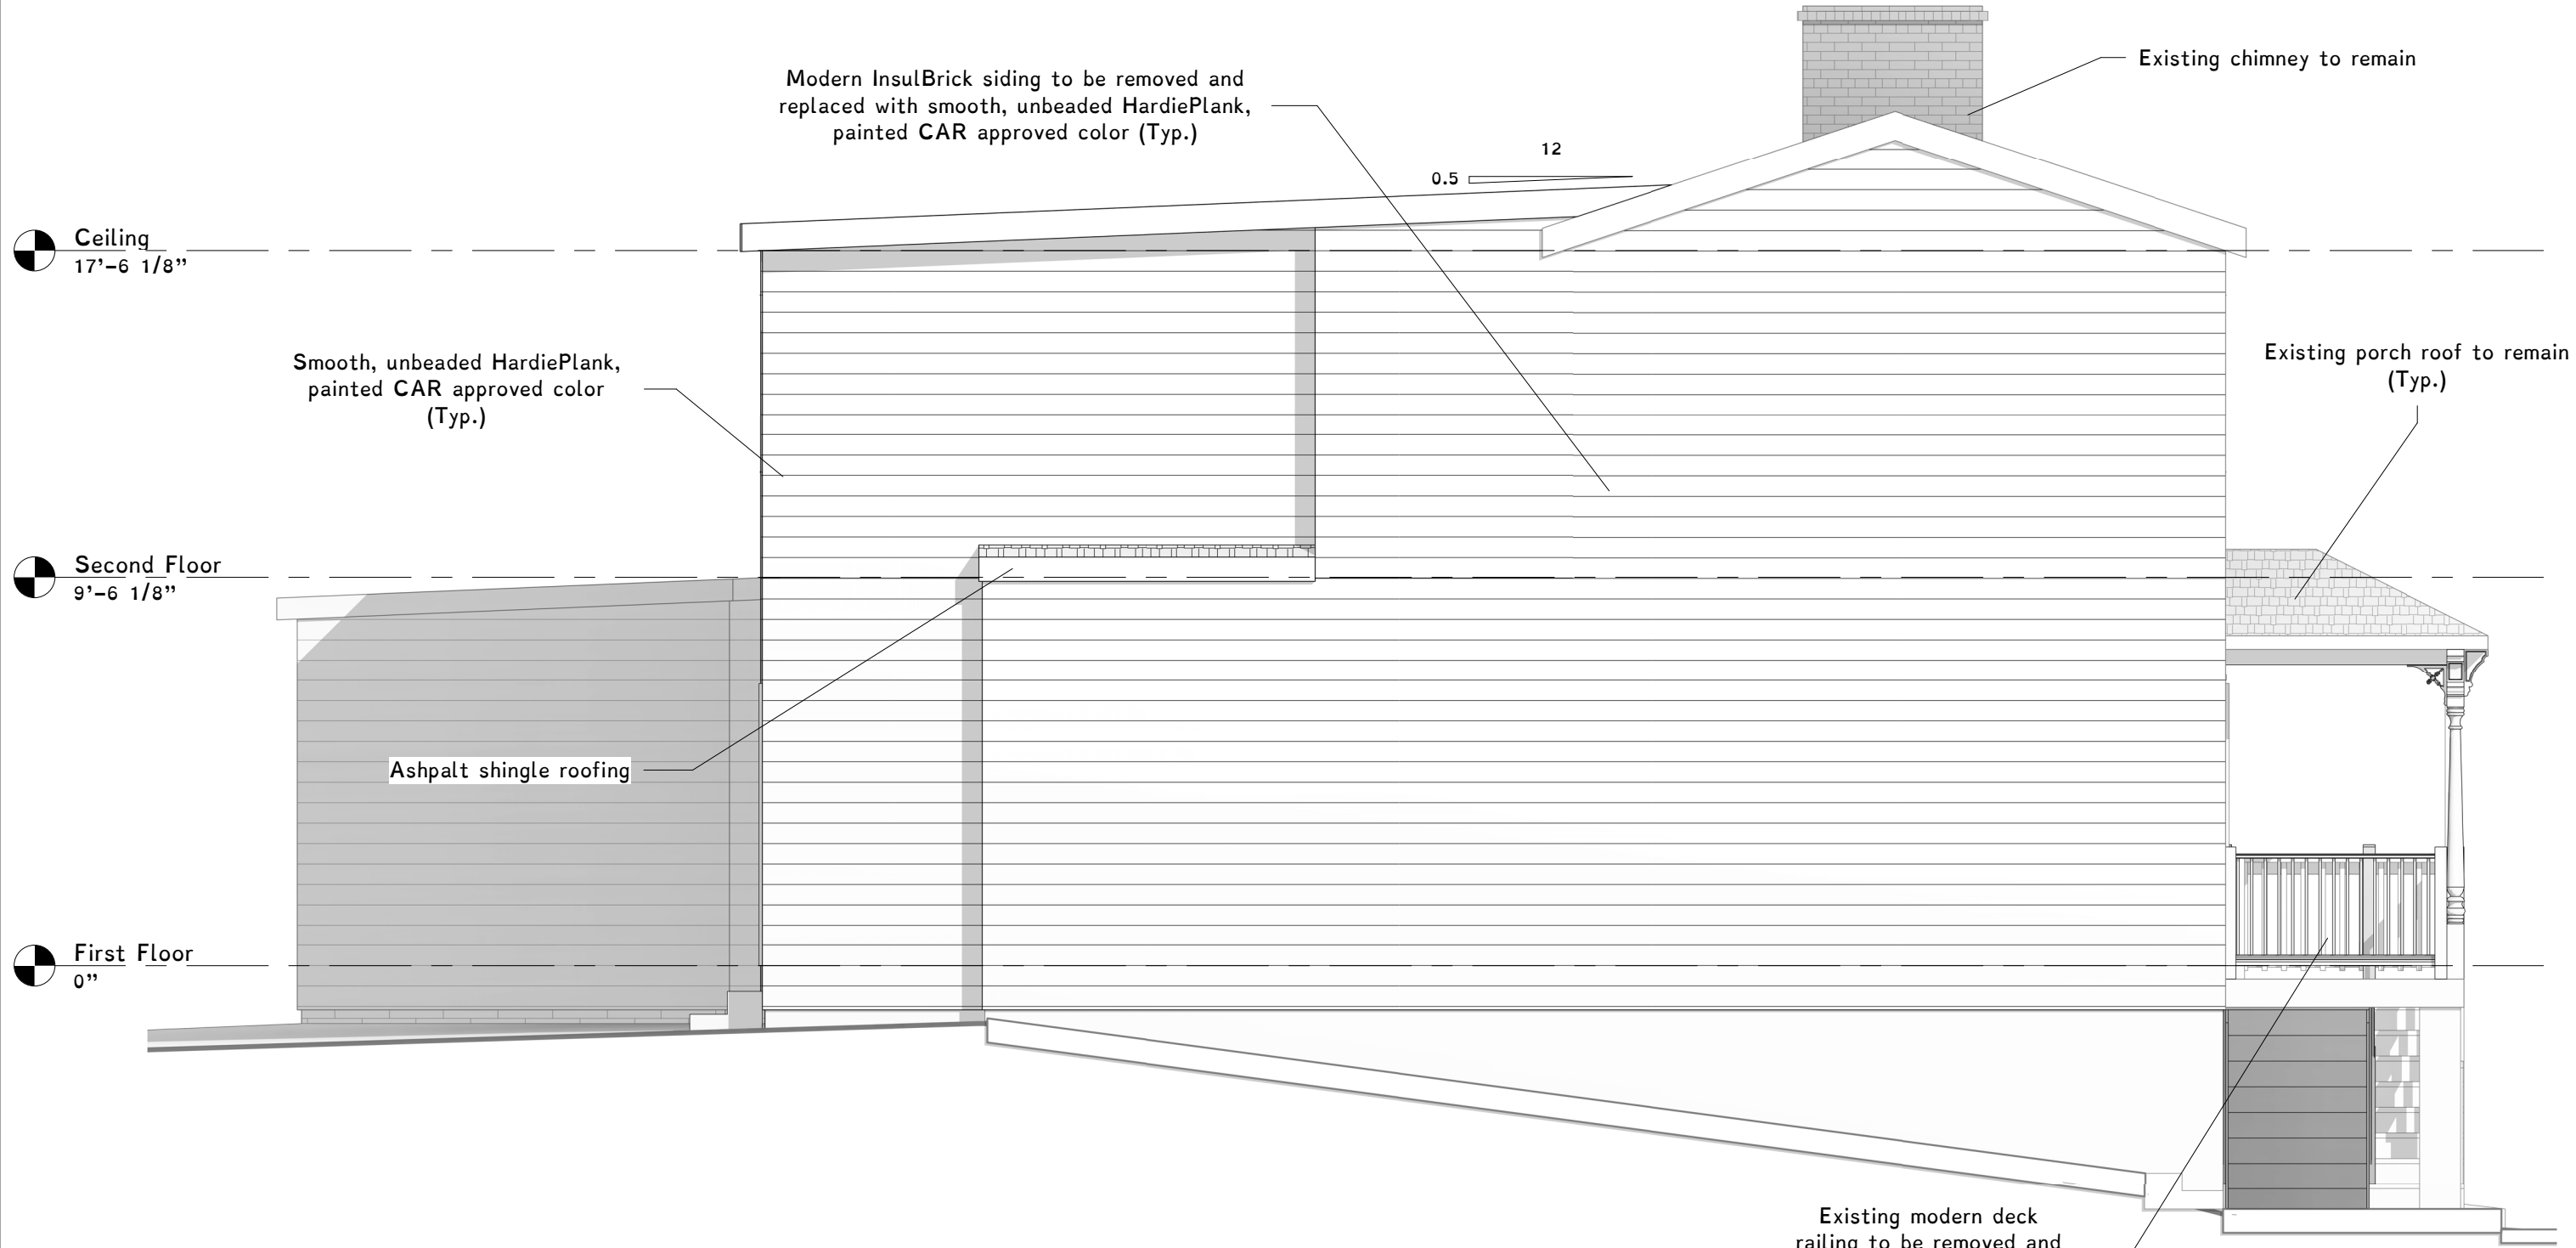 Existing chimney to remain
Modern InsulBrick siding to be removed and
replaced with smooth, unbeaded HardiePlank,
painted CAR approved color (Typ.)
12
0.5
Ceiling
17'-6 1/8"
Smooth, unbeaded HardiePlank,
painted CAR approved color
(Typ.)
Existing porch roof to remain
(Typ.)
Second Floor
9'-6 1/8"
Ashpalt shingle roofing
First Floor
0"
Existing modern deck
railing to be removed and